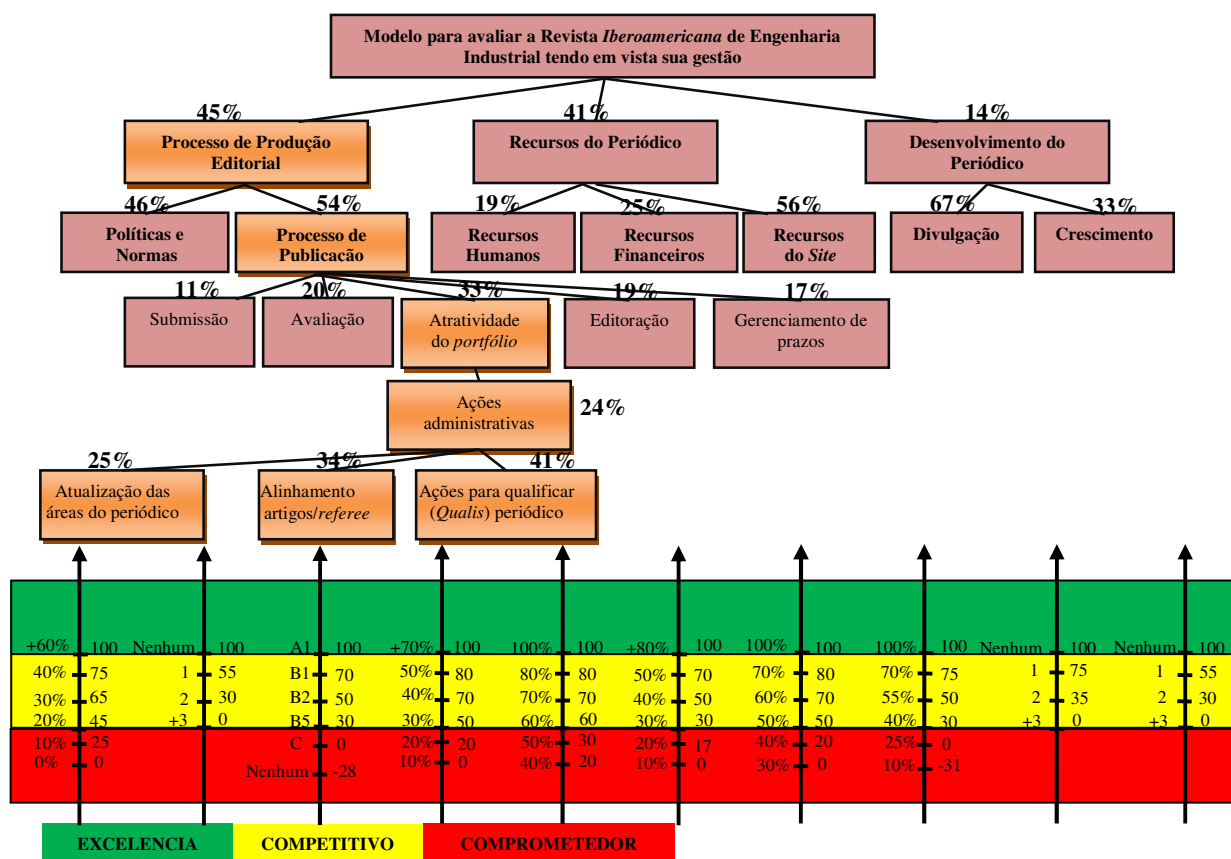 Modelo para avaliar a Revista Iberoamericana de Engenharia
Industrial tendo em vista sua gestão
45% 41% 14%
Processo de Produção
Editorial
Recursos do Periódico
Desenvolvimento do
Periódico
46% 54% 19% 25% 56% 67% 33%
Políticas e
Normas
Processo de
Publicação
Recursos
Humanos
Recursos
Financeiros
Recursos
do Site
Divulgação
Crescimento
11% 20% 33% 19% 17%
Submissão
Avaliação
Atratividade
do portfólio
Editoração
Gerenciamento de
prazos
Ações
administrativas
24%
25% 34% 41%
Atualização das
áreas do periódico
Alinhamento
artigos/referee
Ações para qualificar
(Qualis) periódico
+60% 100 Nenhum 100 A1 100 +70% 100 100% 100 +80% 100 100% 100 100% 100 Nenhum 100 Nenhum 100
40% 75 1 55 B1 70 50% 80 80% 80 50% 70 70% 80 70% 75 1 75 1 55
30% 65 2 30 B2 50 40% 70 70% 70 40% 50 60% 70 55% 50 2 35 2 30
20% 45 +3 0 B5 30 30% 50 60% 60 30% 30 50% 50 40% 30 +3 0 +3 0
10% 25 C 0 20% 20 50% 30 20% 17 40% 20 25% 0
0% 0 Nenhum -28 10% 0 40% 20 10% 0 30% 0 10% -31
EXCELENCIA COMPETITIVO COMPROMETEDOR